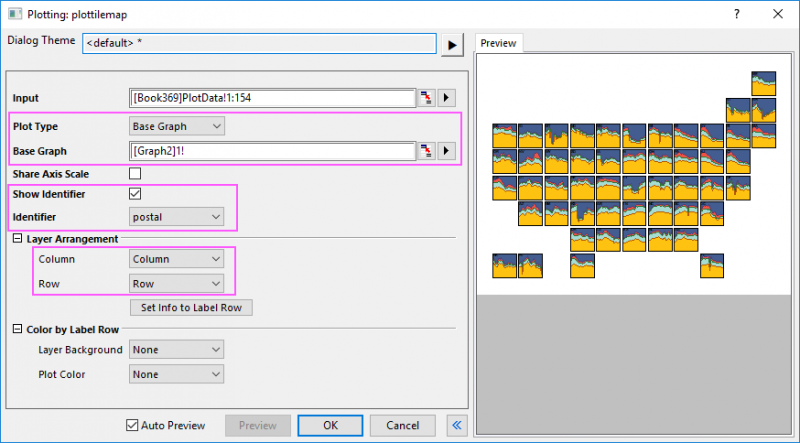 Plotting: plottilemap
Dialog Theme <default> *
Preview
Input [Book369]PlotData!1:154
Plot Type Base Graph
Base Graph [Graph2]1!
Share Axis Scale
Show Identifier
Identifier postal
Layer Arrangement
Column Column
Row Row
Set Info to Label Row
Color by Label Row
Layer Background None
Plot Color None
Auto Preview Preview OK Cancel